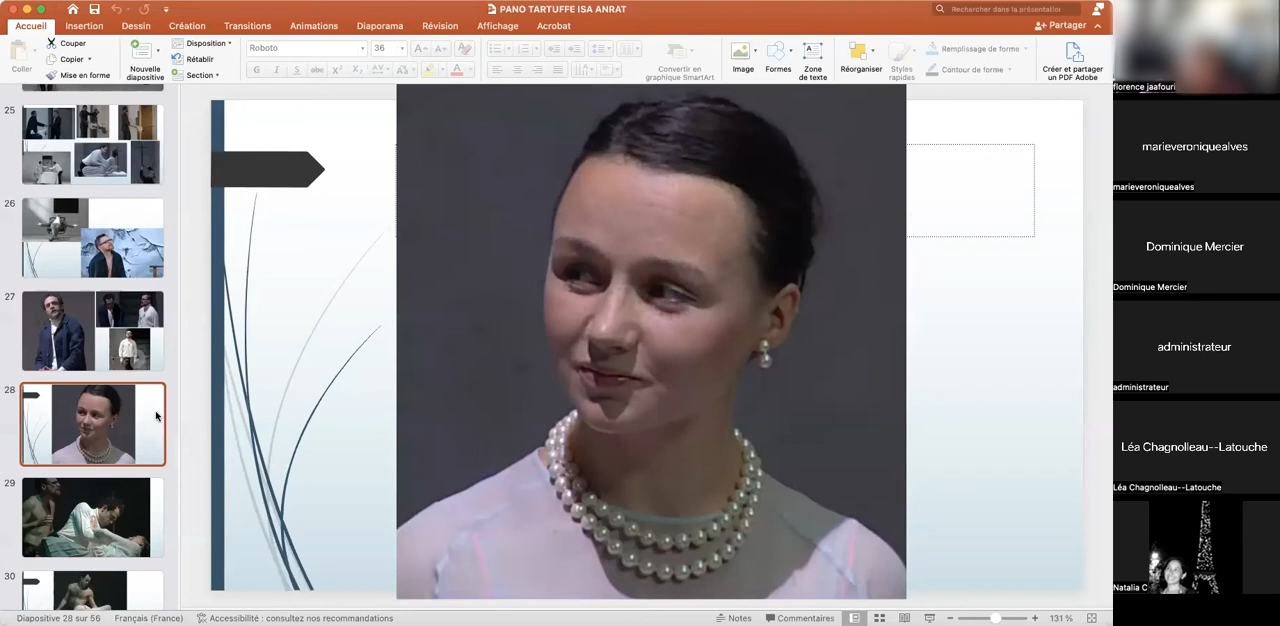 PANO TARTUFFE ISA ANRAT
Rechercher dans la présentation
Accueil Insertion Dessin Création Transitions Animations Diaporama Révision Affichage Acrobat
Partager
Coller
Couper
Copier
Mise en forme
Nouvelle
diapositive
Disposition
Rétablir
Section
Roboto
36
Convertir en
graphique SmartArt
Image
Formes
Zone
de texte
Réorganiser
Styles
rapides
Remplissage de forme
Contour de forme
Créer et partager
un PDF Adobe
25
26
27
28
29
30
florence jaafouri
marieveroniquealves
marieveroniquealves
Dominique Mercier
Dominique Mercier
administrateur
administrateur
Léa Chagnolleau--Latouche
Léa Chagnolleau--Latouche
Natalia C
Diapositive 28 sur 56 Français (France) Accessibilité : consultez nos recommandations
Notes Commentaires 131 %